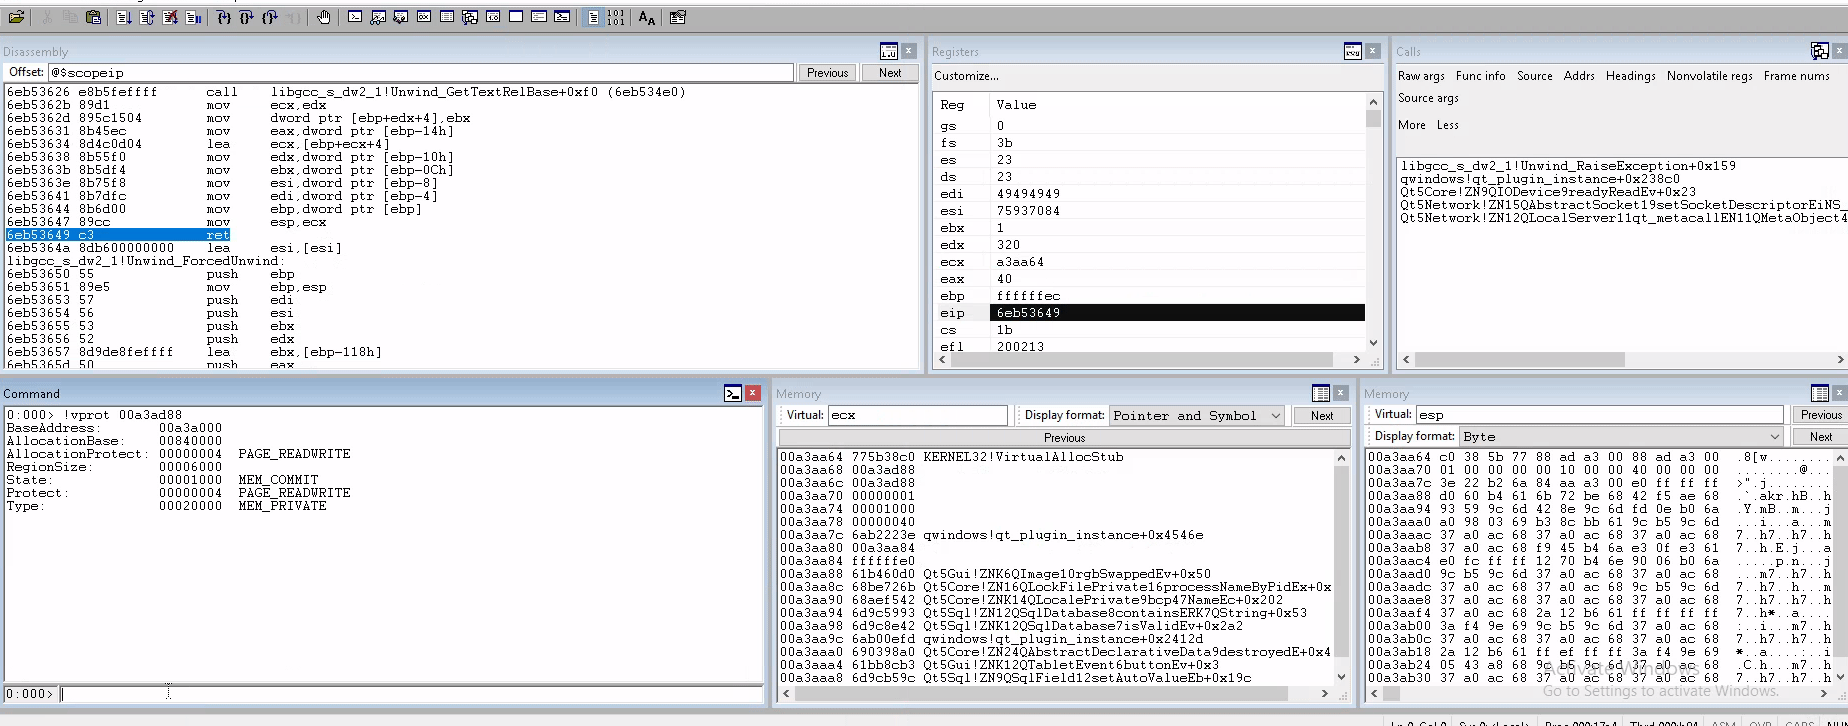 Disassembly
Offset: @$scopeip Previous Next
6eb53626 e8b5feffff call libgcc_s_dw2_1!Unwind_GetTextRelBase+0xf0 (6eb534e0)
6eb5362b 89d1 mov ecx,edx
6eb5362d 895c1504 mov dword ptr [ebp+edx+4],ebx
6eb53631 8b45ec mov eax,dword ptr [ebp-14h]
6eb53634 8d4c0d04 lea ecx,[ebp+ecx+4]
6eb53638 8b55f0 mov edx,dword ptr [ebp-10h]
6eb5363b 8b5df4 mov ebx,dword ptr [ebp-0Ch]
6eb5363e 8b75f8 mov esi,dword ptr [ebp-8]
6eb53641 8b7dfc mov edi,dword ptr [ebp-4]
6eb53644 8b6d00 mov ebp,dword ptr [ebp]
6eb53647 89cc mov esp,ecx
6eb53649 c3 ret
6eb5364a 8db600000000 lea esi,[esi]
libgcc_s_dw2_1!Unwind_ForcedUnwind:
6eb53650 55 push ebp
6eb53651 89e5 mov ebp,esp
6eb53653 57 push edi
6eb53654 56 push esi
6eb53655 53 push ebx
6eb53656 52 push edx
6eb53657 8d9de8feffff lea ebx,[ebp-118h]
6eb5365d 50 push eax
Registers
Customize...
Reg Value
gs 0
fs 3b
es 23
ds 23
edi 49494949
esi 75937084
ebx 1
edx 320
ecx a3aa64
eax 40
ebp ffffffec
eip 6eb53649
cs 1b
efl 200213
Calls
Raw args Func info Source Addrs Headings Nonvolatile regs Frame nums
Source args
More Less
libgcc_s_dw2_1!Unwind_RaiseException+0x159
qwindows!qt_plugin_instance+0x238c0
Qt5Core!ZN9QIODevice9readyReadEv+0x23
Qt5Network!ZN15QAbstractSocket19setSocketDescriptorEiNS_
Qt5Network!ZN12QLocalServer11qt_metacallEN11QMetaObject4
Command
0:000> !vprot 00a3ad88
BaseAddress: 00a3a000
AllocationBase: 00840000
AllocationProtect: 00000004 PAGE_READWRITE
RegionSize: 00006000
State: 00001000 MEM_COMMIT
Protect: 00000004 PAGE_READWRITE
Type: 00020000 MEM_PRIVATE
0:000>
Memory
Virtual: ecx Display format: Pointer and Symbol Next
Previous
00a3aa64 775b38c0 KERNEL32!VirtualAllocStub
00a3aa68 00a3ad88
00a3aa6c 00a3ad88
00a3aa70 00000001
00a3aa74 00001000
00a3aa78 00000040
00a3aa7c 6ab2223e qwindows!qt_plugin_instance+0x4546e
00a3aa80 00a3aa84
00a3aa84 ffffffe0
00a3aa88 61b460d0 Qt5Gui!ZNK6QImage10rgbSwappedEv+0x50
00a3aa8c 68be726b Qt5Core!ZN16QLockFilePrivate16processNameByPidEx+0x
00a3aa90 68aef542 Qt5Core!ZNK14QLocalePrivate9bcp47NameEc+0x202
00a3aa94 6d9c5993 Qt5Sql!ZN12QSqlDatabase8containsERK7QString+0x53
00a3aa98 6d9c8e42 Qt5Sql!ZNK12QSqlDatabase7isValidEv+0x2a2
00a3aa9c 6ab00efd qwindows!qt_plugin_instance+0x2412d
00a3aaa0 690398a0 Qt5Core!ZN24QAbstractDeclarativeData9destroyedE+0x4
00a3aaa4 61bb8cb3 Qt5Gui!ZNK12QTabletEvent6buttonEv+0x3
00a3aaa8 6d9cb59c Qt5Sql!ZN9QSqlField12setAutoValueEb+0x19c
Memory
Virtual: esp Previous
Display format: Byte Next
00a3aa64 c0 38 5b 77 88 ad a3 00 88 ad a3 00 .8[w........
00a3aa70 01 00 00 00 00 10 00 00 40 00 00 00 ........@...
00a3aa7c 3e 22 b2 6a 84 aa a3 00 e0 ff ff ff >".j........
00a3aa88 d0 60 b4 61 6b 72 be 68 42 f5 ae 68 .`.akr.hB..h
00a3aa94 93 59 9c 6d 42 8e 9c 6d fd 0e b0 6a .Y.mB..m...j
00a3aaa0 a0 98 03 69 b3 8c bb 61 9c b5 9c 6d ...i...a...m
00a3aaac 37 a0 ac 68 37 a0 ac 68 37 a0 ac 68 7..h7..h7..h
00a3aab8 37 a0 ac 68 f9 45 b4 6a e3 0f e3 61 7..h.E.j...a
00a3aac4 e0 fc ff ff 12 70 b4 6e 90 06 b0 6a .....p.n...j
00a3aad0 9c b5 9c 6d 37 a0 ac 68 37 a0 ac 68 ...m7..h7..h
00a3aadc 37 a0 ac 68 37 a0 ac 68 9c b5 9c 6d 7..h7..h...m
00a3aae8 37 a0 ac 68 37 a0 ac 68 37 a0 ac 68 7..h7..h7..h
00a3aaf4 37 a0 ac 68 2a 12 b6 61 ff ff ff ff 7..h*..a....
00a3ab00 3a f4 9e 69 9c b5 9c 6d 37 a0 ac 68 :..i...m7..h
00a3ab0c 37 a0 ac 68 37 a0 ac 68 37 a0 ac 68 7..h7..h7..h
00a3ab18 2a 12 b6 61 ff ef ff ff 3a f4 9e 69 *..a....:..i
00a3ab24 05 43 a8 68 9c b5 9c 6d 37 a0 ac 68 .C.h...m7..h
00a3ab30 37 a0 ac 68 37 a0 ac 68 37 a0 ac 68 7..h7..h7..h
Activate Windows
Go to Settings to activate Windows.